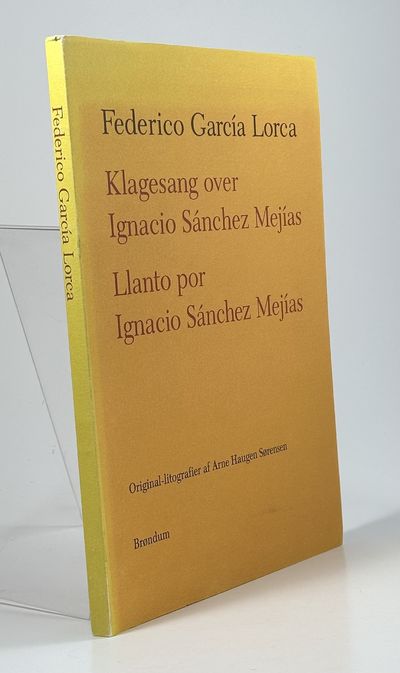 Federico García Lorca
Federico García Lorca
Klagesang over
Ignacio Sánchez Mejías
Llanto por
Ignacio Sánchez Mejías
Original-litografier af Arne Haugen Sørensen
Brøndum